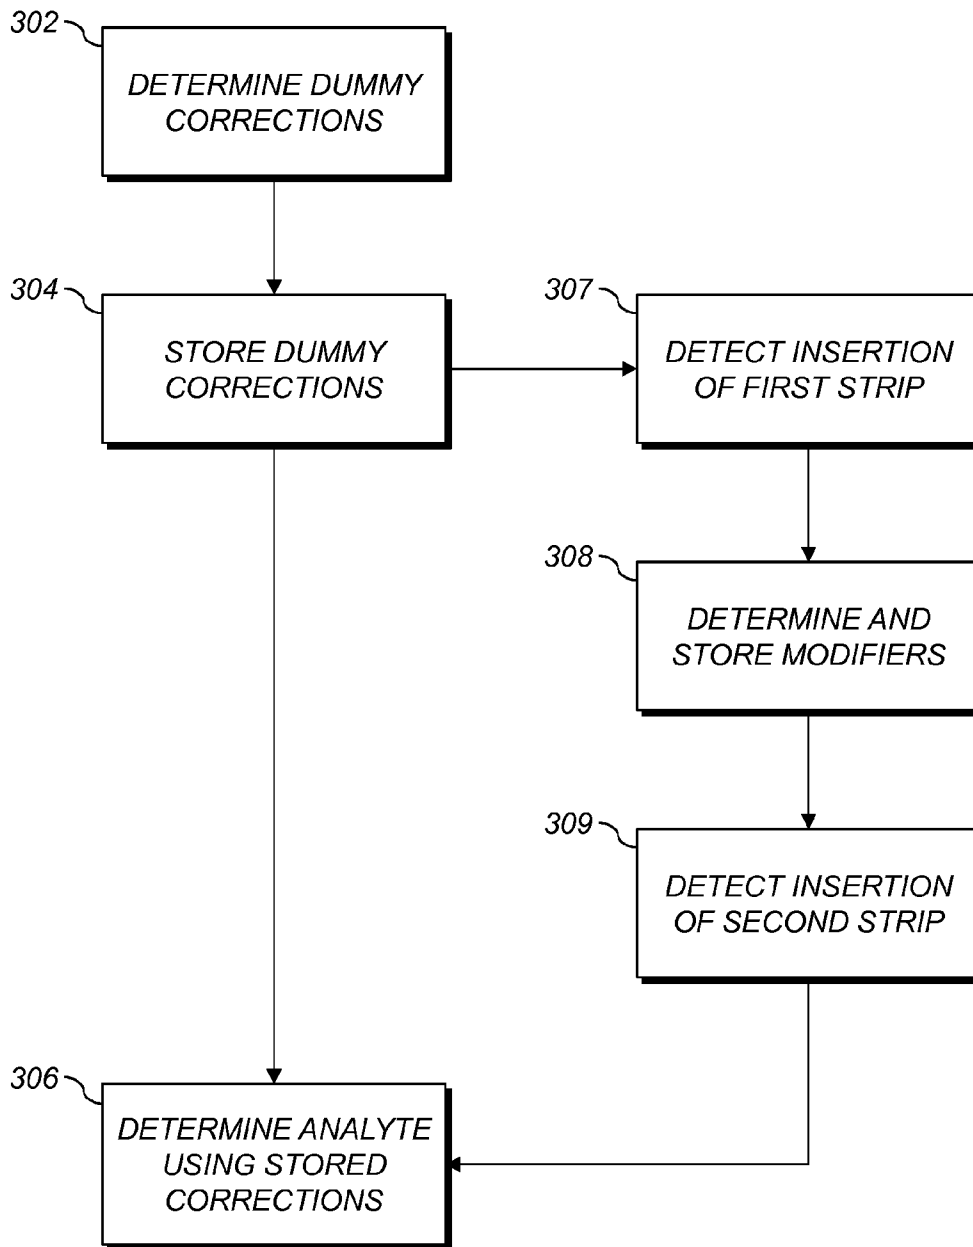 302
DETERMINE DUMMY
CORRECTIONS
304
STORE DUMMY
CORRECTIONS
307
DETECT INSERTION
OF FIRST STRIP
308
DETERMINE AND
STORE MODIFIERS
309
DETECT INSERTION
OF SECOND STRIP
306
DETERMINE ANALYTE
USING STORED
CORRECTIONS